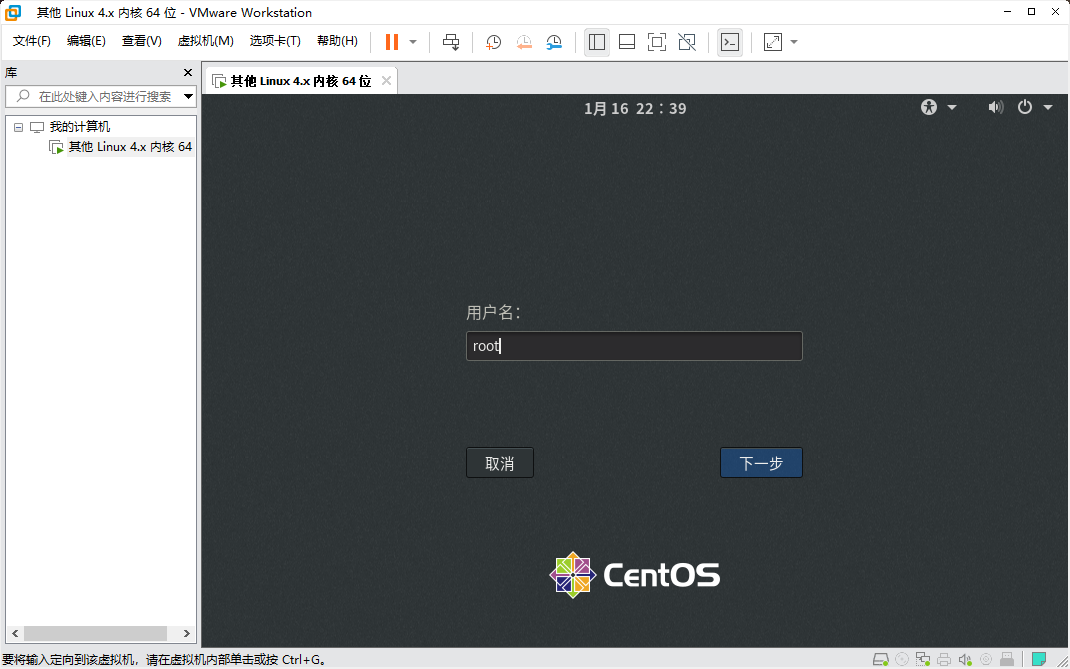 其他 Linux 4.x 内核 64 位 - VMware Workstation
文件(F) 编辑(E) 查看(V) 虚拟机(M) 选项卡(T) 帮助(H)
库
其他 Linux 4.x 内核 64 位
在此处键入内容进行搜索
1月 16 22：39
我的计算机
其他 Linux 4.x 内核 64
用户名：
root
取消
下一步
CentOS
要将输入定向到该虚拟机，请在虚拟机内部单击或按 Ctrl+G。